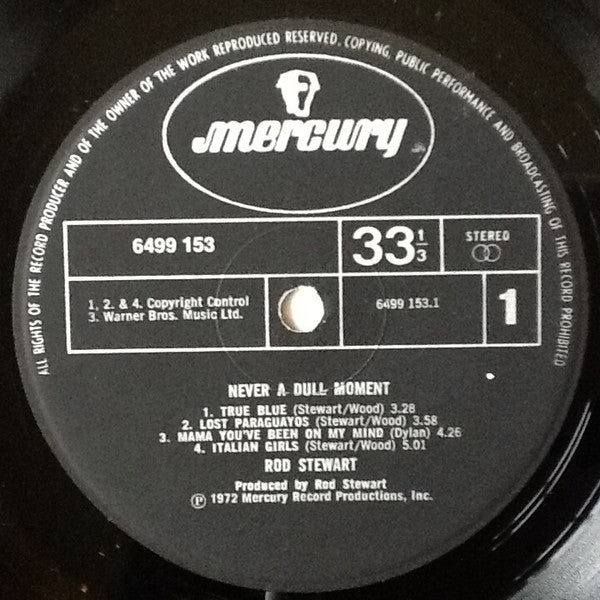 ALL RIGHTS OF THE RECORD PRODUCER AND OF THE OWNER OF THE WORK REPRODUCED RESERVED. COPYING, PUBLIC PERFORMANCE AND BROADCASTING OF THIS RECORD PROHIBITED
mercury
6499 153
33 1/3
STEREO
1, 2. & 4. Copyright Control
3. Warner Bros. Music Ltd.
6499 153.1
1
NEVER A DULL MOMENT
1. TRUE BLUE (Stewart/Wood) 3.28
2. LOST PARAGUAYOS (Stewart/Wood) 3.58
3. MAMA YOU'VE BEEN ON MY MIND (Dylan) 4.26
4. ITALIAN GIRLS (Stewart/Wood) 5.01
ROD STEWART
Produced by Rod Stewart
Ⓟ 1972 Mercury Record Productions, Inc.